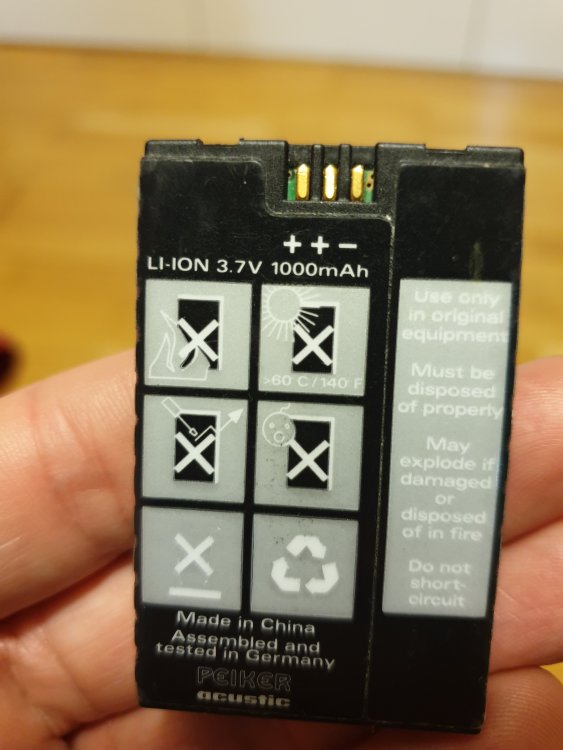 + + −
LI-ION 3.7V 1000mAh
>60°C/140°F
Use only
in original
equipment
Must be
disposed
of properly
May
explode if
damaged
or
disposed
of in fire
Do not
short-
circuit
Made in China
Assembled and
tested in Germany
PEIKER
acustic